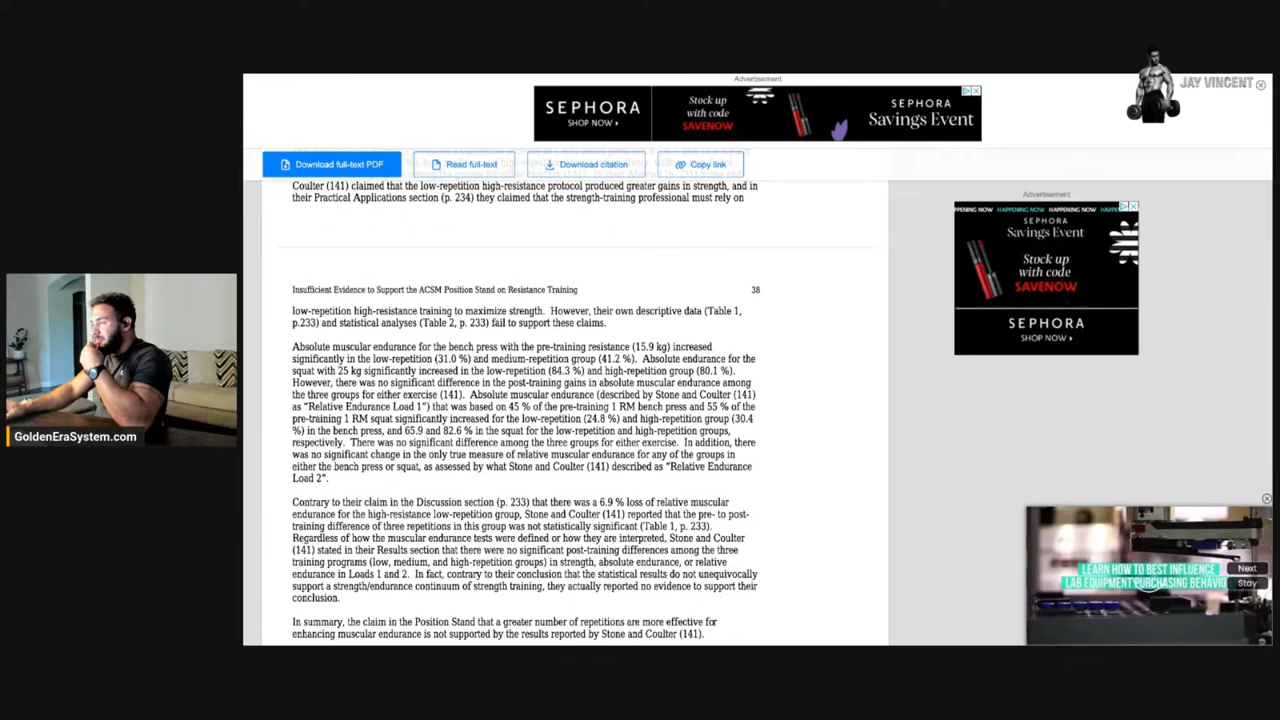 JAY VINCENT
Advertisement
SEPHORA
SHOP NOW
Stock up
with code
SAVENOW
SEPHORA
Savings Event
Download full-text PDF
Read full-text
Download citation
Copy link
Coulter (141) claimed that the low-repetition high-resistance protocol produced greater gains in strength, and in
their Practical Applications section (p. 234) they claimed that the strength-training professional must rely on
Insufficient Evidence to Support the ACSM Position Stand on Resistance Training 38
low-repetition high-resistance training to maximize strength. However, their own descriptive data (Table 1,
p.233) and statistical analyses (Table 2, p. 233) fail to support these claims.
Absolute muscular endurance for the bench press with the pre-training resistance (15.9 kg) increased
significantly in the low-repetition (31.0 %) and medium-repetition group (41.2 %). Absolute endurance for the
squat with 25 kg significantly increased in the low-repetition (84.3 %) and high-repetition group (80.1 %).
However, there was no significant difference in the post-training gains in absolute muscular endurance among
the three groups for either exercise (141). Absolute muscular endurance (described by Stone and Coulter (141)
as “Relative Endurance Load 1”) that was based on 45 % of the pre-training 1 RM bench press and 55 % of the
pre-training 1 RM squat significantly increased for the low-repetition (24.8 %) and high-repetition group (30.4
%) in the bench press, and 65.9 and 82.6 % in the squat for the low-repetition and high-repetition groups,
respectively. There was no significant difference among the three groups for either exercise. In addition, there
was no significant change in the only true measure of relative muscular endurance for any of the groups in
either the bench press or squat, as assessed by what Stone and Coulter (141) described as “Relative Endurance
Load 2”.
Contrary to their claim in the Discussion section (p. 233) that there was a 6.9 % loss of relative muscular
endurance for the high-resistance low-repetition group, Stone and Coulter (141) reported that the pre- to post-
training difference of three repetitions in this group was not statistically significant (Table 1, p. 233).
Regardless of how the muscular endurance tests were defined or how they are interpreted, Stone and Coulter
(141) stated in their Results section that there were no significant post-training differences among the three
training programs (low, medium, and high-repetition groups) in strength, absolute endurance, or relative
endurance in Loads 1 and 2. In fact, contrary to their conclusion that the statistical results do not unequivocally
support a strength/endurance continuum of strength training, they actually reported no evidence to support their
conclusion.
In summary, the claim in the Position Stand that a greater number of repetitions are more effective for
enhancing muscular endurance is not supported by the results reported by Stone and Coulter (141).
Advertisement
HAPPENING NOW HAPPENING NOW
SEPHORA
Savings Event
Stock up
with code
SAVENOW
SEPHORA
SHOP NOW
GoldenEraSystem.com
LEARN HOW TO BEST INFLUENCE
LAB EQUIPMENT PURCHASING BEHAVIO
Next
Stay